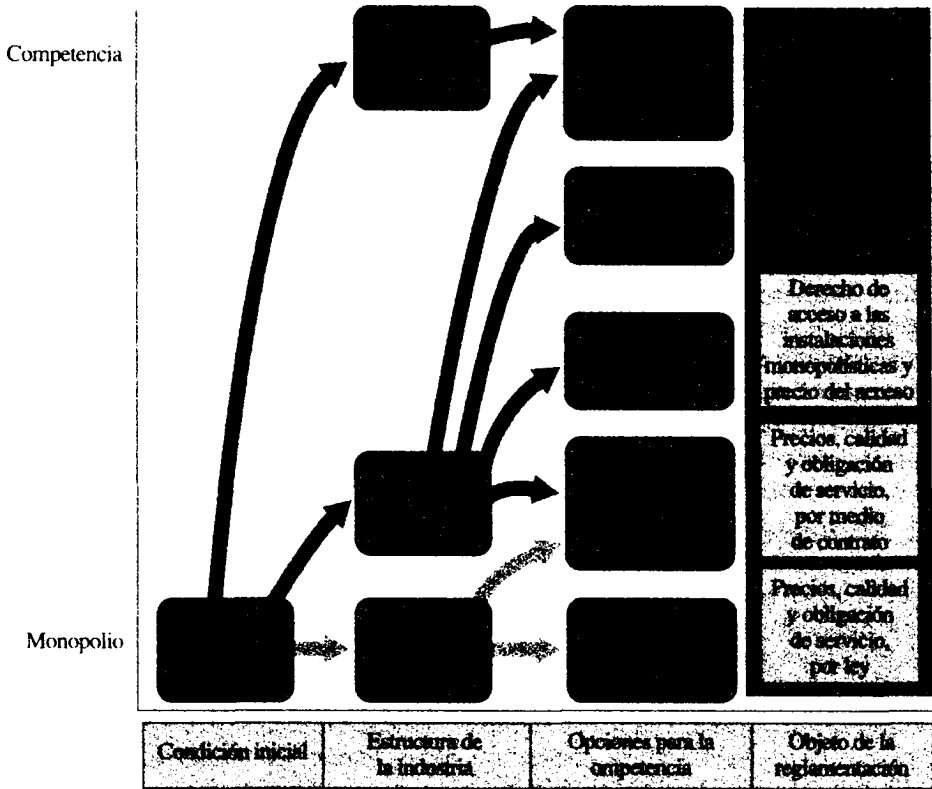 Competencia
Derecho de
acceso a las
instalaciones
monopolísticas y
precio del acceso
Precios, calidad
y obligación
de servicio,
por medio
de contrato
Precios, calidad
y obligación
de servicio,
por ley
Monopolio
Condición inicial
Estructura de
la industria
Opciones para la
ompetencia
Objeto de la
reglamentación